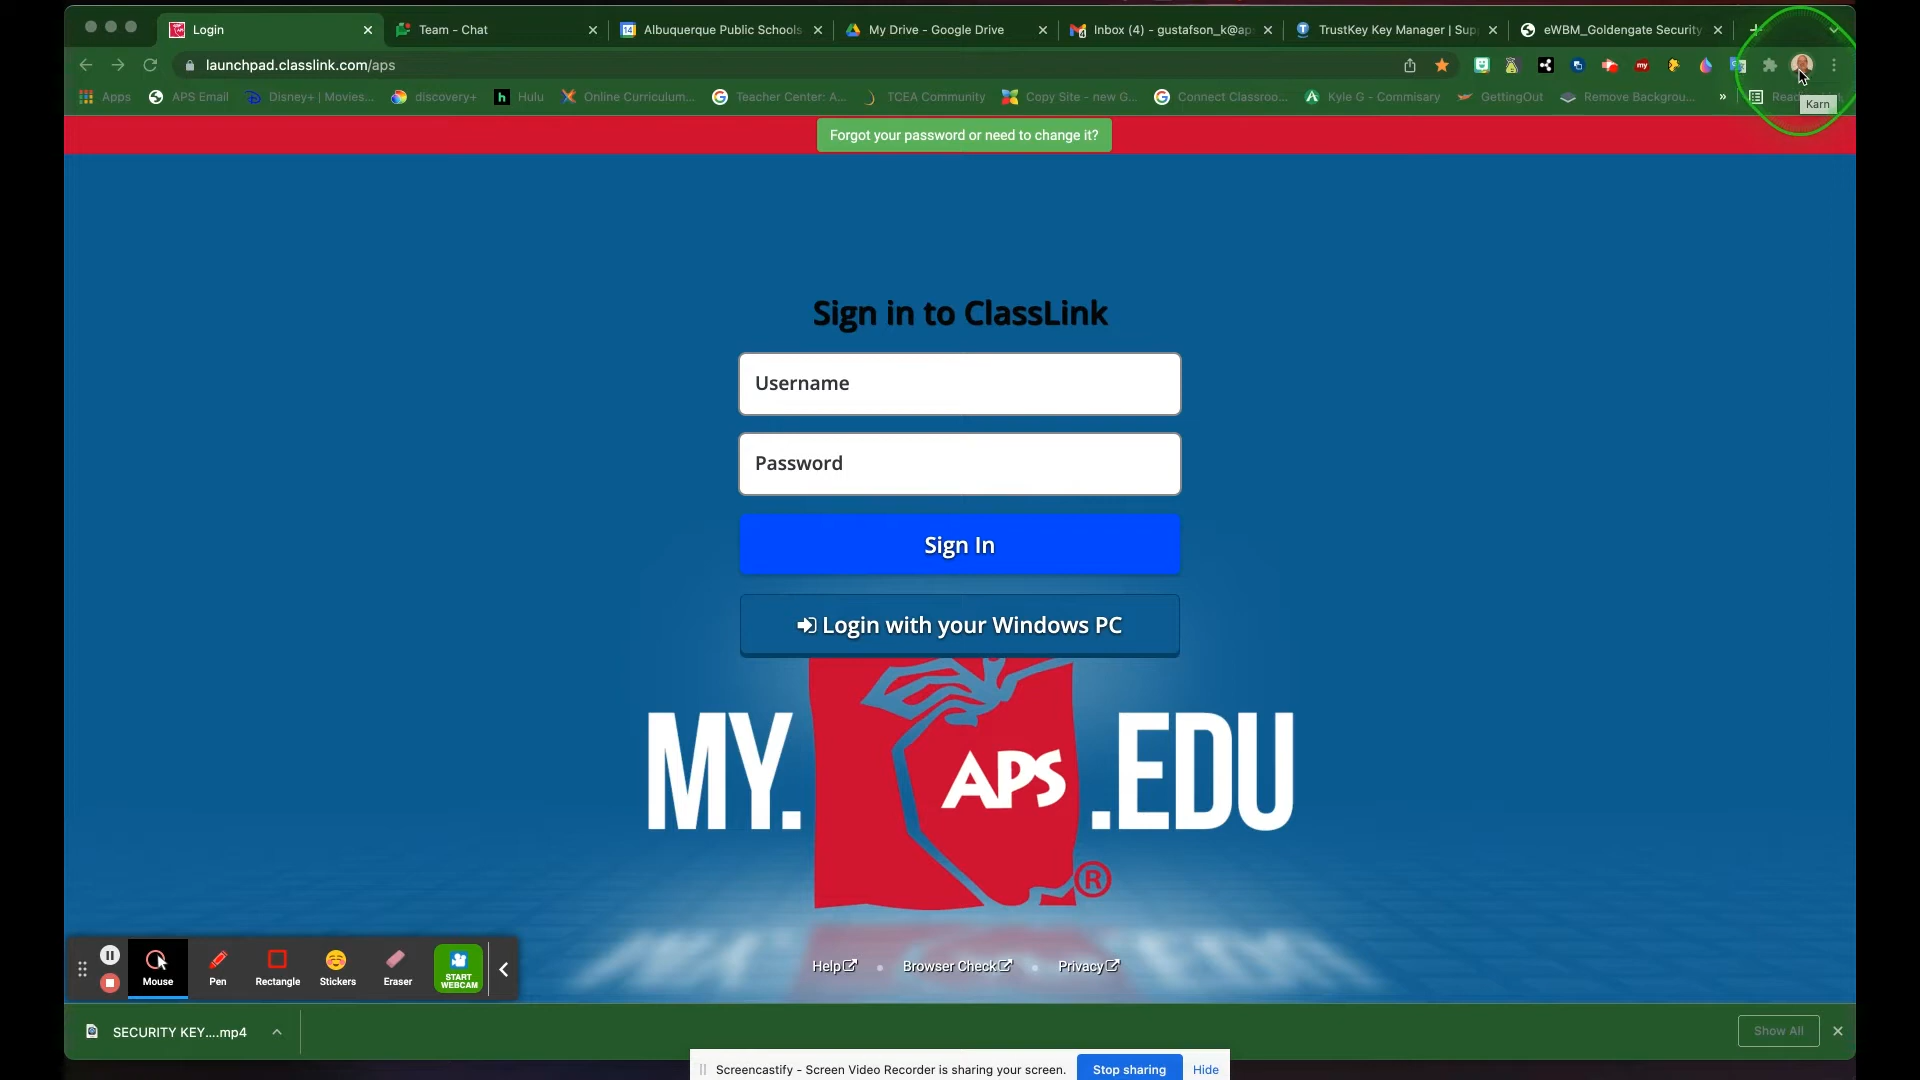 Login
Team - Chat
Albuquerque Public Schools
My Drive - Google Drive
Inbox (4) - gustafson_k@ap
TrustKey Key Manager | Sup
eWBM_Goldengate Security
launchpad.classlink.com/aps
Apps
APS Email
Disney+ | Movies...
discovery+
Hulu
Online Curriculum...
Teacher Center: A...
TCEA Community
Copy Site - new G...
Connect Classroo...
Kyle G - Commisary
GettingOut
Remove Backgrou...
»
Karn
Forgot your password or need to change it?
Sign in to ClassLink
Username
Password
Sign In
Login with your Windows PC
MY. APS .EDU
®
Help
Browser Check
Privacy
Mouse
Pen
Rectangle
Stickers
Eraser
START
WEBCAM
SECURITY KEY....mp4
Show All
Screencastify - Screen Video Recorder is sharing your screen.
Stop sharing
Hide